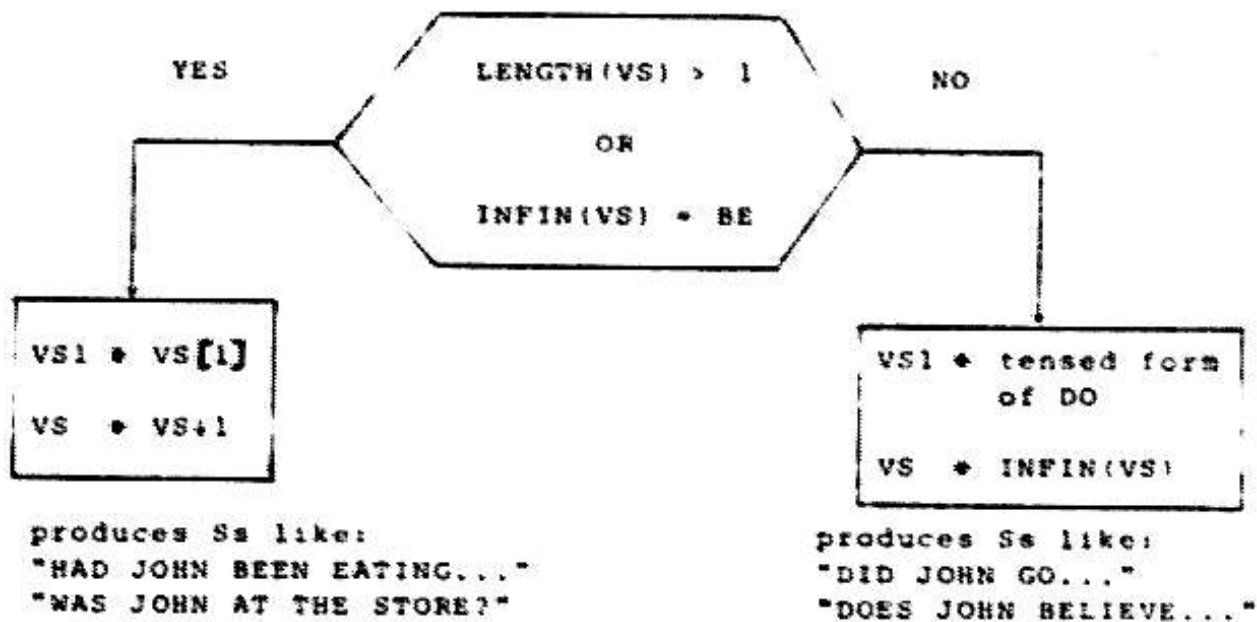 YES
LENGTH(VS) > 1
NO
OR
INFIN(VS) = BE
VS1 ← VS[1]
VS ← VS+1
VS1 ← tensed form
of DO
VS ← INFIN(VS)
produces Ss like:
"HAD JOHN BEEN EATING..."
"WAS JOHN AT THE STORE?"
produces Ss like:
"DID JOHN GO..."
"DOES JOHN BELIEVE..."